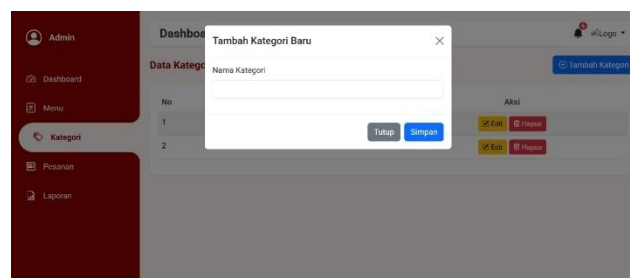 Admin
Dashboard
Menu
Kategori
Pesanan
Laporan
Dashboa
Logo
Data Katego
Tambah Kategori
No
Aksi
1
Edit Hapus
2
Edit Hapus
Tambah Kategori Baru
Nama Kategori
Tutup Simpan